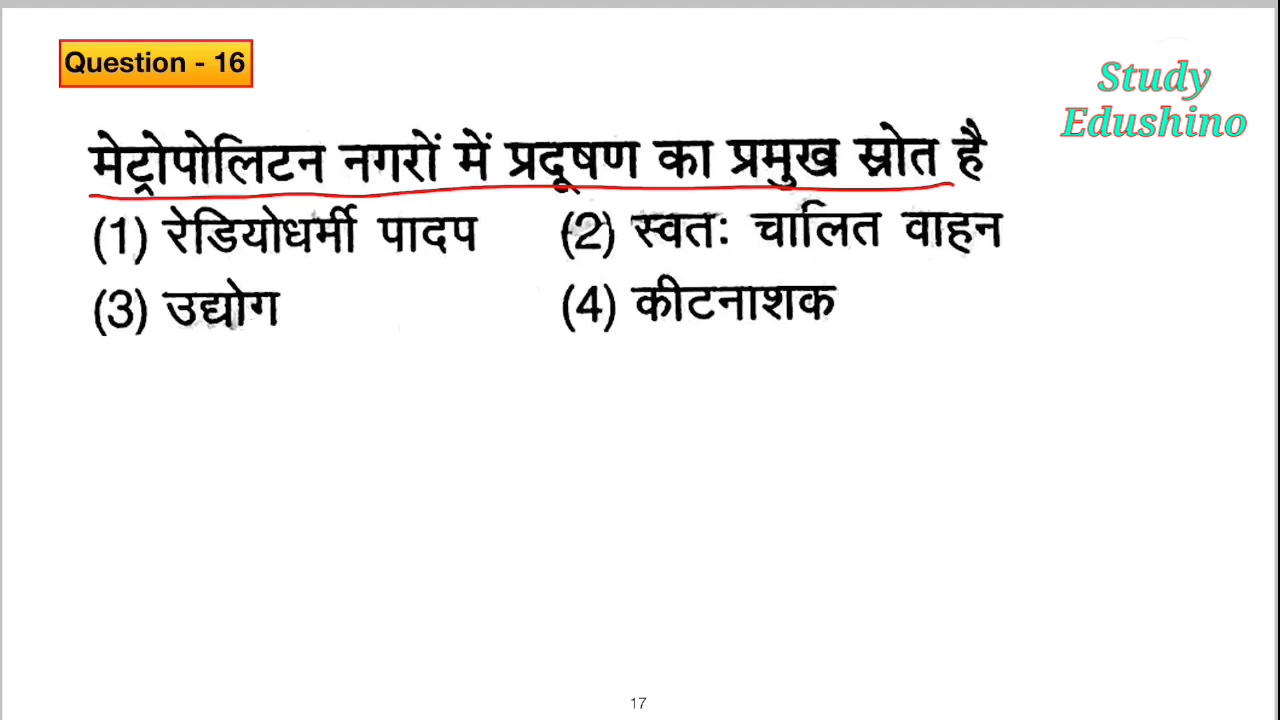 Question - 16
Study
Edushino
मेट्रोपोलिटन नगरों में प्रदूषण का प्रमुख स्रोत है
(1) रेडियोधर्मी पादप (2) स्वतः चालित वाहन
(3) उद्योग (4) कीटनाशक
17